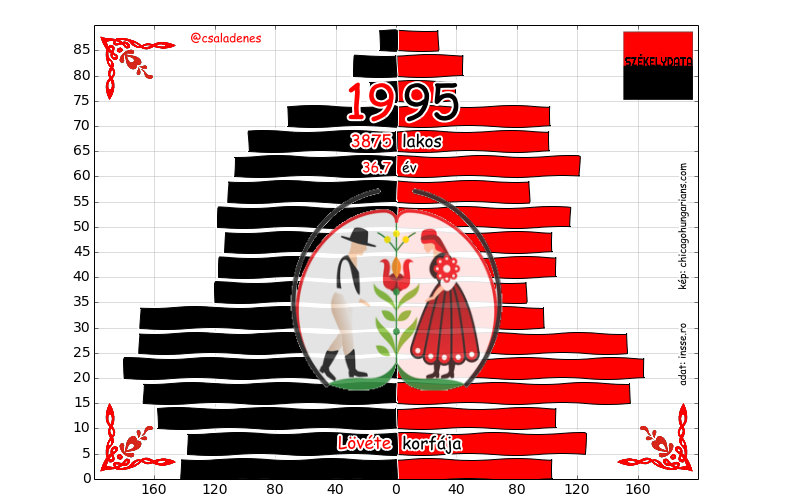 @csaladenes
SZÉKELYDATA
1995
3875 lakos
36.7 év
kép: chicagohungarians.com
adat: insse.ro
Lövéte korfája
85
80
75
70
65
60
55
50
45
40
35
30
25
20
15
10
5
0
160 120 80 40 0 40 80 120 160